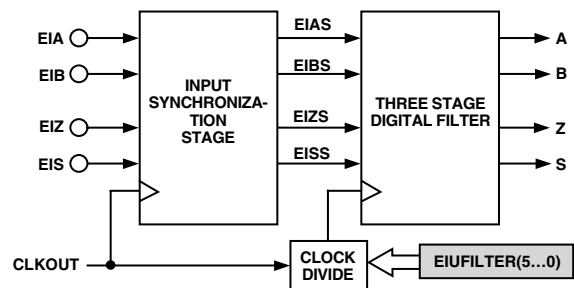 EIA
EIB
EIZ
EIS
INPUT
SYNCHRONIZA-
TION
STAGE
EIAS
EIBS
EIZS
EISS
THREE STAGE
DIGITAL FILTER
A
B
Z
S
CLKOUT
CLOCK
DIVIDE
EIUFILTER(5...0)